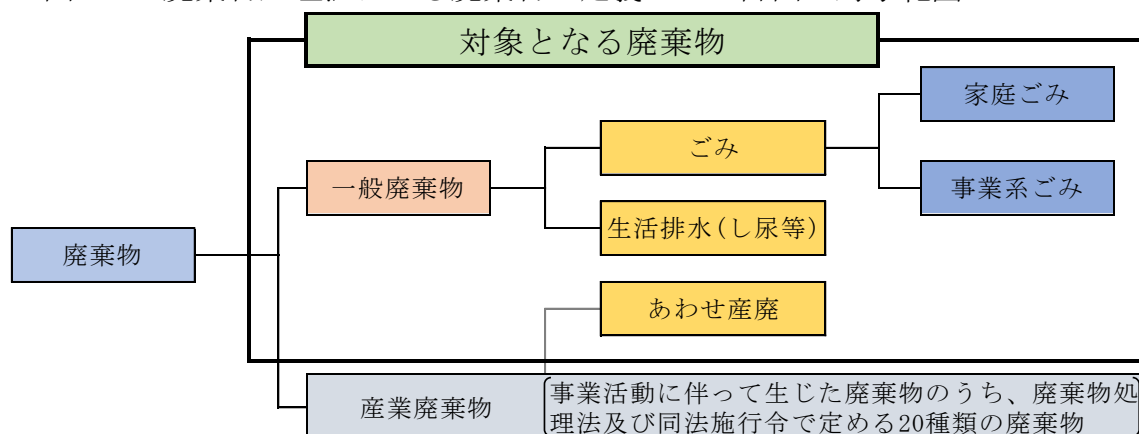 対象となる廃棄物
家庭ごみ
ごみ
一般廃棄物
事業系ごみ
生活排水(し尿等)
廃棄物
あわせ産廃
産業廃棄物
事業活動に伴って生じた廃棄物のうち、廃棄物処
理法及び同法施行令で定める20種類の廃棄物